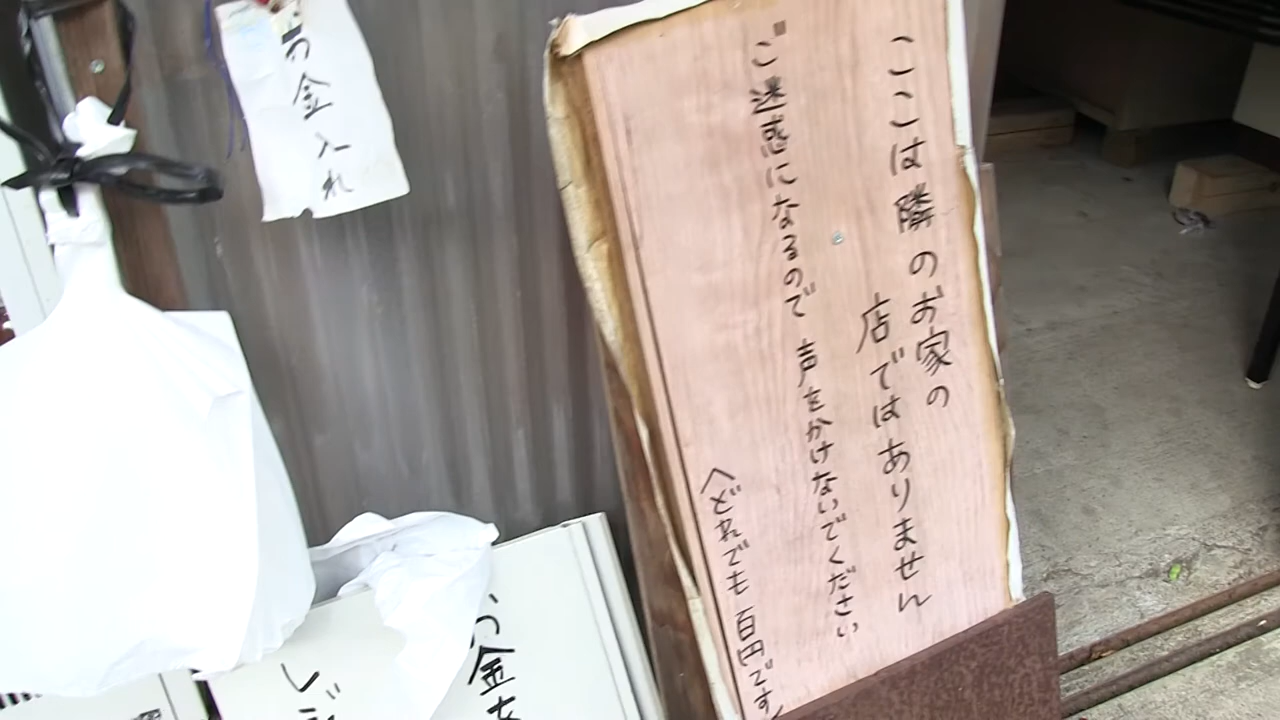 ここは隣のお家の
店ではありません
ご迷惑になるので 声をかけないでください
へどれでも百円です
お金入れ
お金を